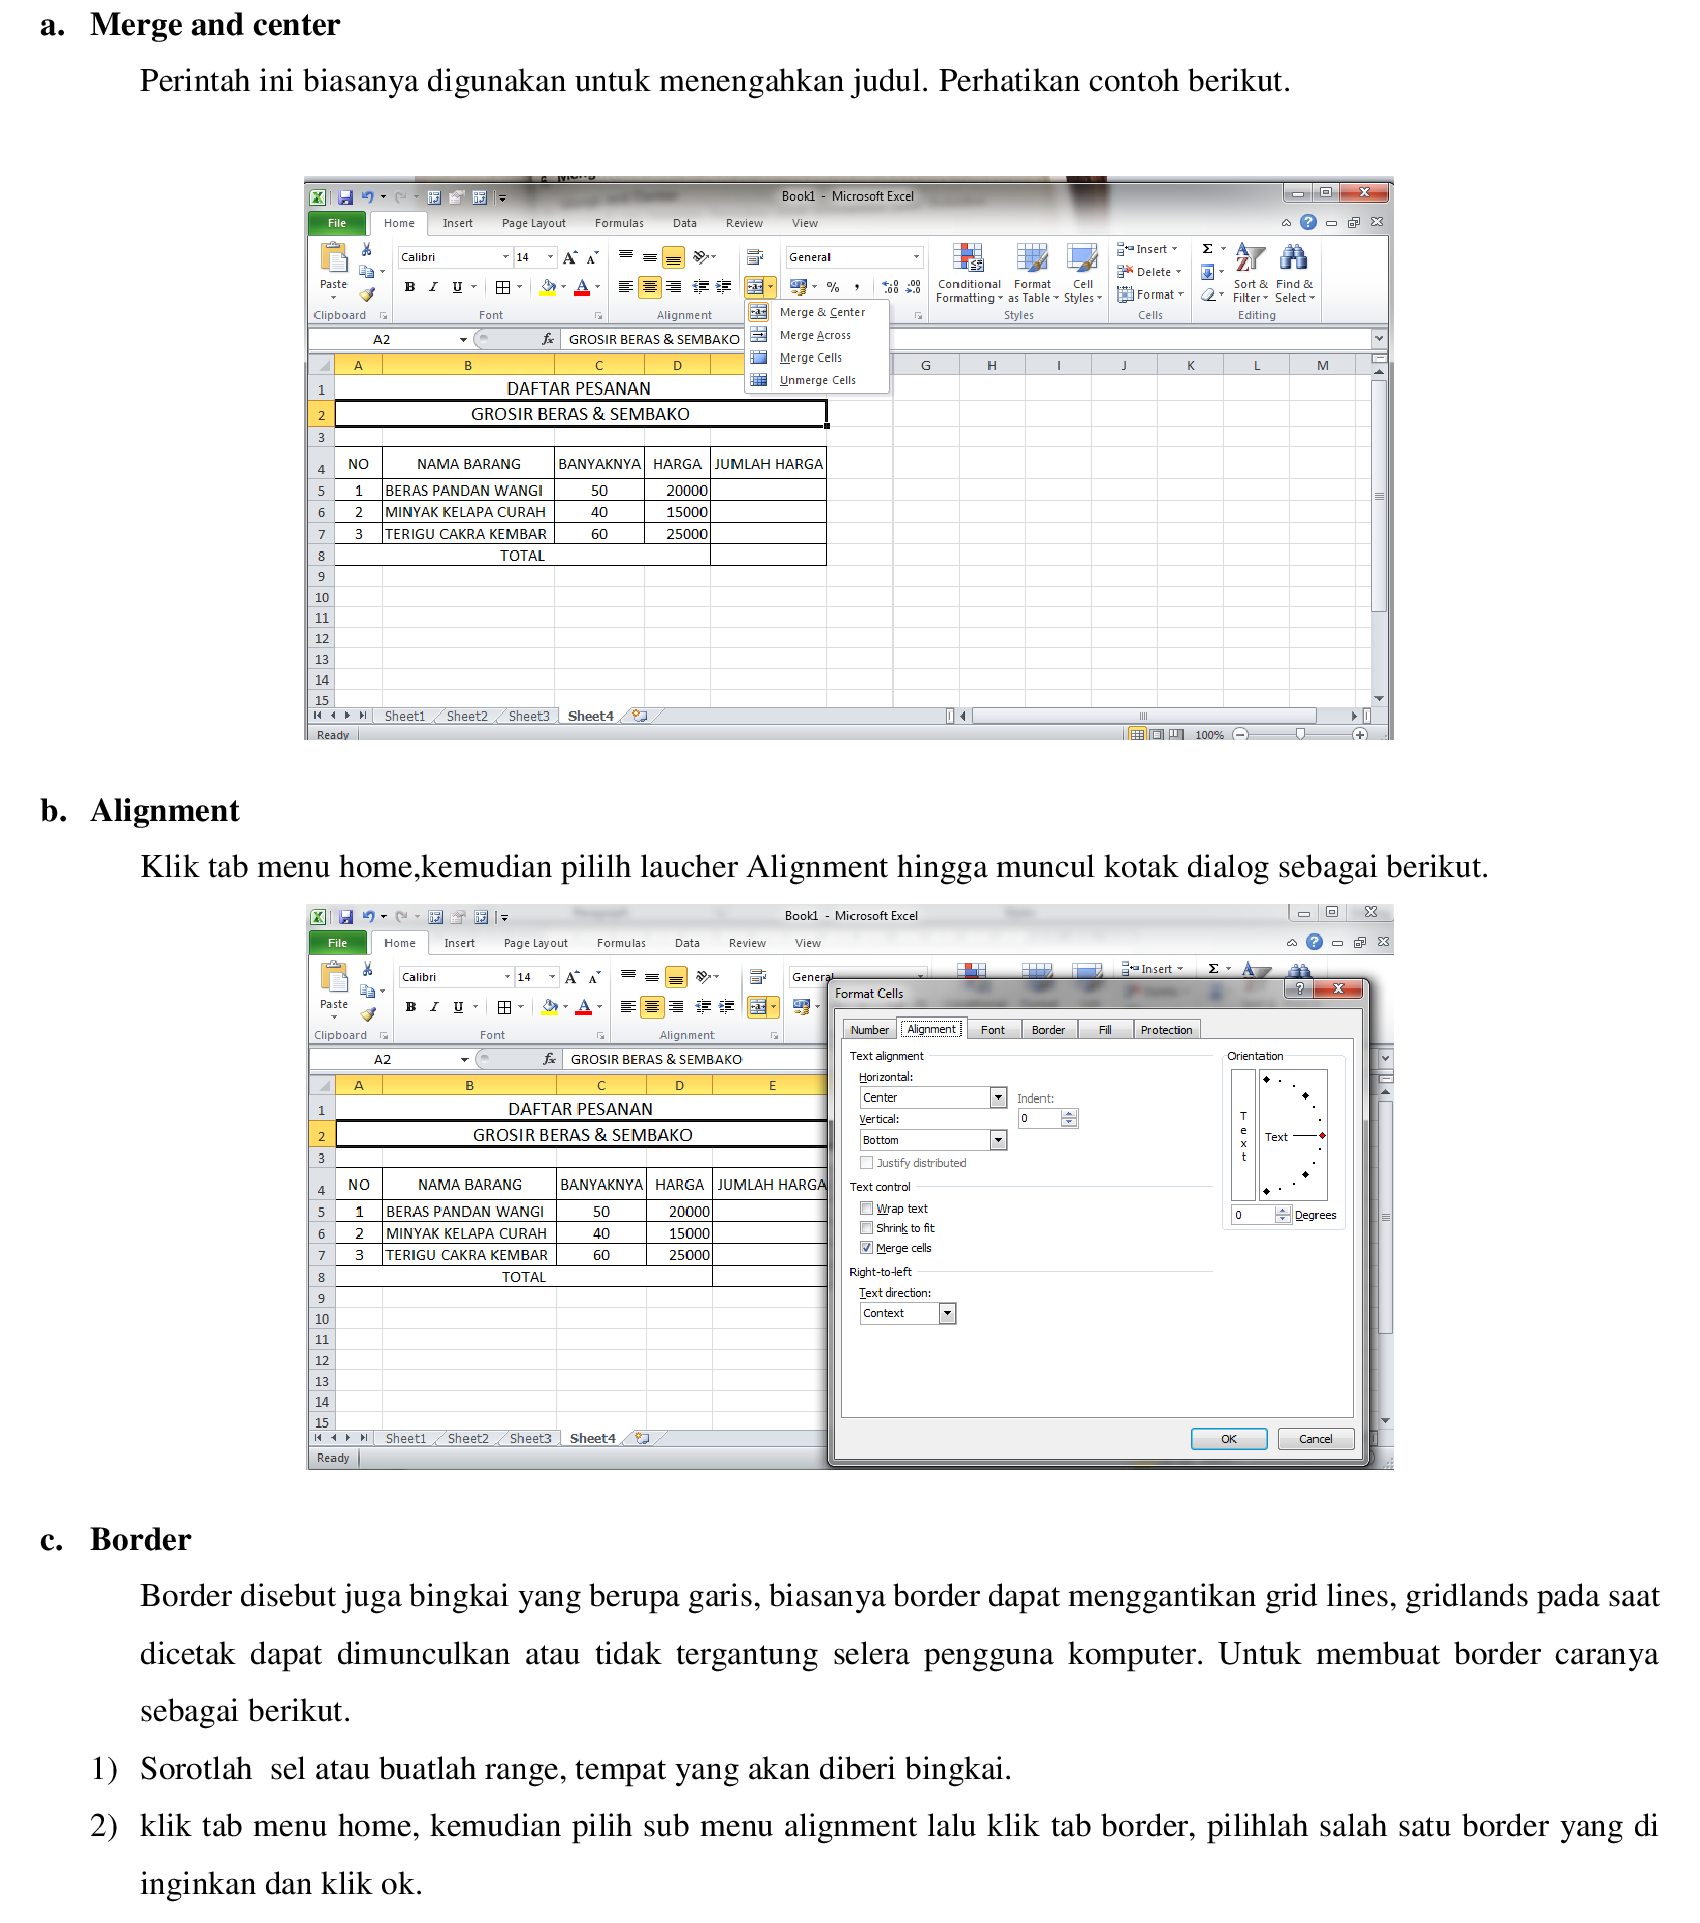 a. Merge and center
Perintah ini biasanya digunakan untuk menengahkan judul. Perhatikan contoh berikut.
Book1 - Microsoft Excel
File Home Insert Page Layout Formulas Data Review View
Calibri 14 General
Paste B I U % Conditional Formatting Format as Table Cell Styles Insert Delete Format Sort & Filter Find & Select
Clipboard Font Alignment Styles Cells Editing
Merge & Center
Merge Across
Merge Cells
Unmerge Cells
A2 fx GROSIR BERAS & SEMBAKO
A B C D G H I J K L M
1 DAFTAR PESANAN
2 GROSIR BERAS & SEMBAKO
3
4 NO NAMA BARANG BANYAKNYA HARGA JUMLAH HARGA
5 1 BERAS PANDAN WANGI 50 20000
6 2 MINYAK KELAPA CURAH 40 15000
7 3 TERIGU CAKRA KEMBAR 60 25000
8 TOTAL
9
10
11
12
13
14
15
Sheet1 Sheet2 Sheet3 Sheet4
Ready 100%
b. Alignment
Klik tab menu home,kemudian pililh laucher Alignment hingga muncul kotak dialog sebagai berikut.
Book1 - Microsoft Excel
File Home Insert Page Layout Formulas Data Review View
Calibri 14 General Insert
Paste B I U
Clipboard Font Alignment
A2 fx GROSIR BERAS & SEMBAKO
A B C D E
1 DAFTAR PESANAN
2 GROSIR BERAS & SEMBAKO
3
4 NO NAMA BARANG BANYAKNYA HARGA JUMLAH HARGA
5 1 BERAS PANDAN WANGI 50 20000
6 2 MINYAK KELAPA CURAH 40 15000
7 3 TERIGU CAKRA KEMBAR 60 25000
8 TOTAL
9
10
11
12
13
14
15
Sheet1 Sheet2 Sheet3 Sheet4
Ready
Format Cells
Number Alignment Font Border Fill Protection
Text alignment Orientation
Horizontal:
Center Indent:
Vertical: 0
Bottom
Justify distributed
Text
Text
Text control
Wrap text
Shrink to fit 0 Degrees
Merge cells
Right-to-left
Text direction:
Context
OK Cancel
c. Border
Border disebut juga bingkai yang berupa garis, biasanya border dapat menggantikan grid lines, gridlands pada saat
dicetak dapat dimunculkan atau tidak tergantung selera pengguna komputer. Untuk membuat border caranya
sebagai berikut.
1) Sorotlah sel atau buatlah range, tempat yang akan diberi bingkai.
2) klik tab menu home, kemudian pilih sub menu alignment lalu klik tab border, pilihlah salah satu border yang di
inginkan dan klik ok.